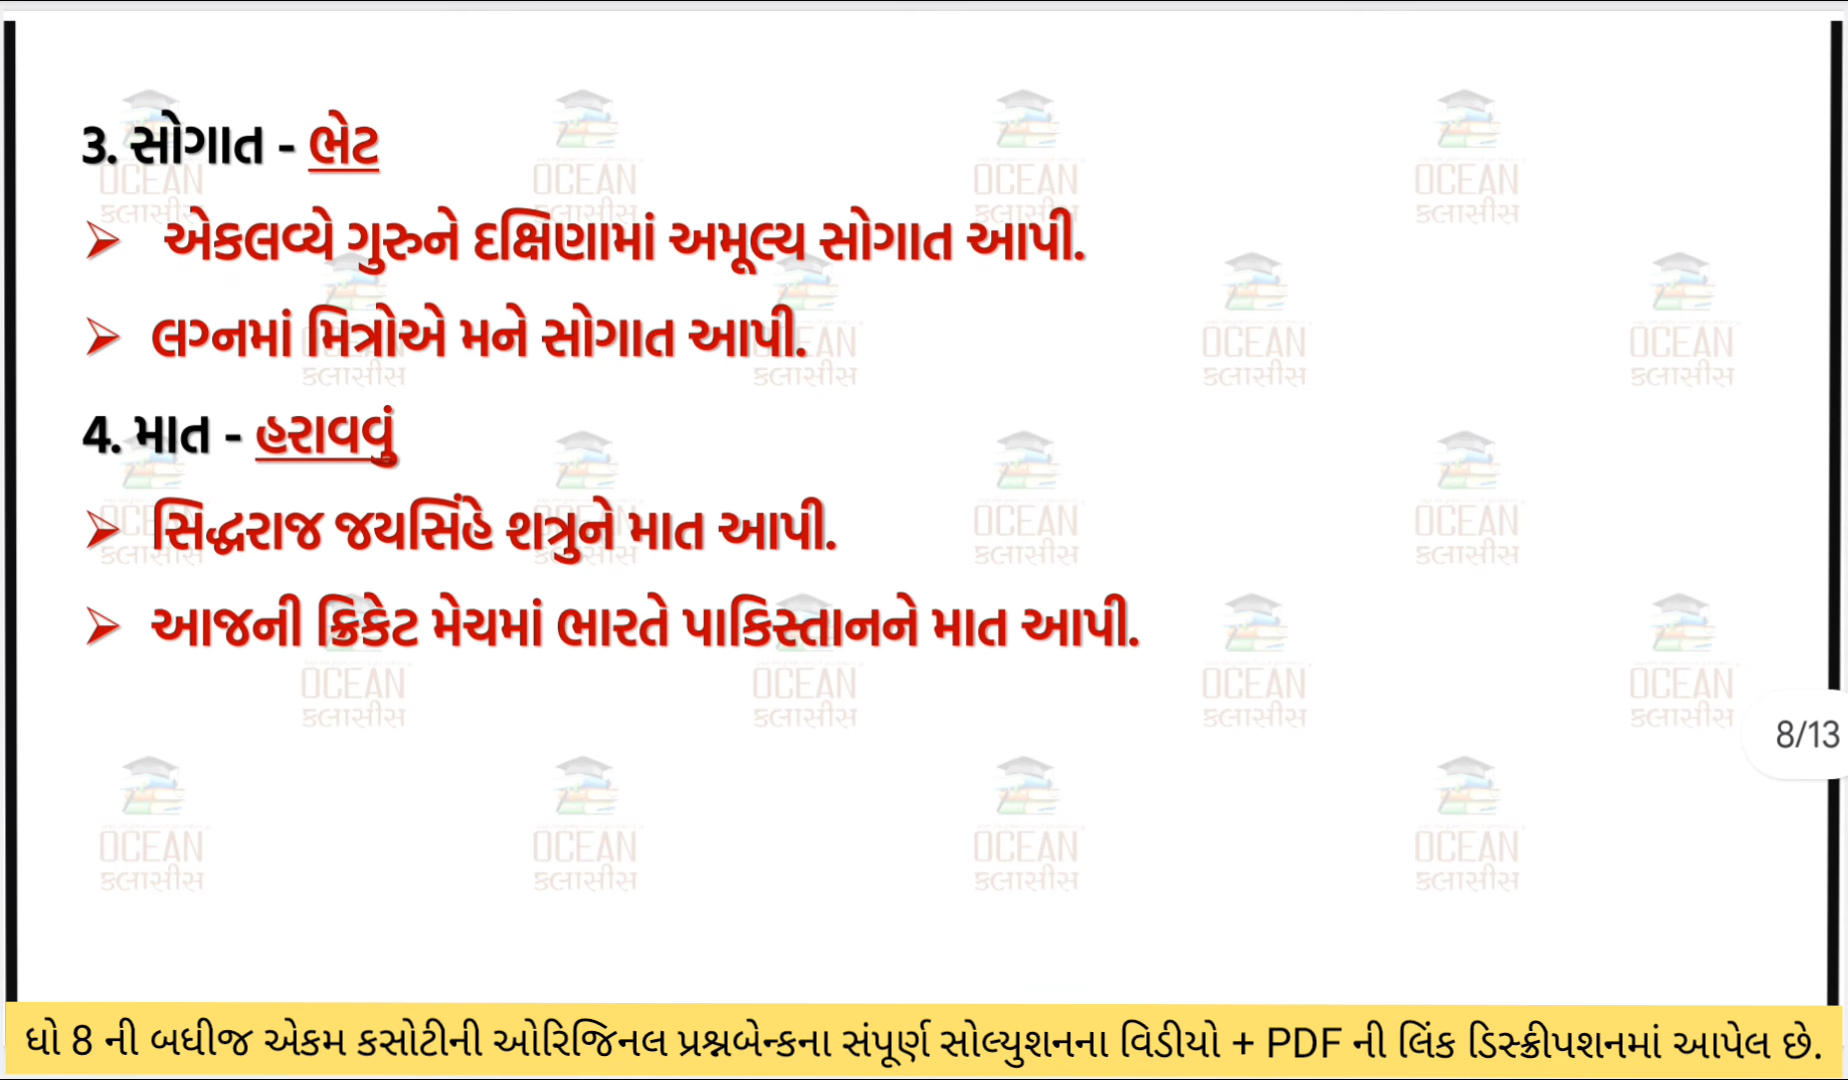 3. સોગાત - ભેટ
➢ એકલવ્યે ગુરુને દક્ષિણામાં અમૂલ્ય સોગાત આપી.
➢ લગ્નમાં મિત્રોએ મને સોગાત આપી.
4. માત - હરાવવું
➢ સિદ્ધરાજ જયસિંહે શત્રુને માત આપી.
➢ આજની ક્રિકેટ મેચમાં ભારતે પાકિસ્તાનને માત આપી.
8/13
OCEAN
ક્લાસીસ
ધો 8 ની બધીજ એકમ કસોટીની ઓરિજિનલ પ્રશ્નબેન્કના સંપૂર્ણ સોલ્યુશનના વિડીયો + PDF ની લિંક ડિસ્ક્રીપશનમાં આપેલ છે.